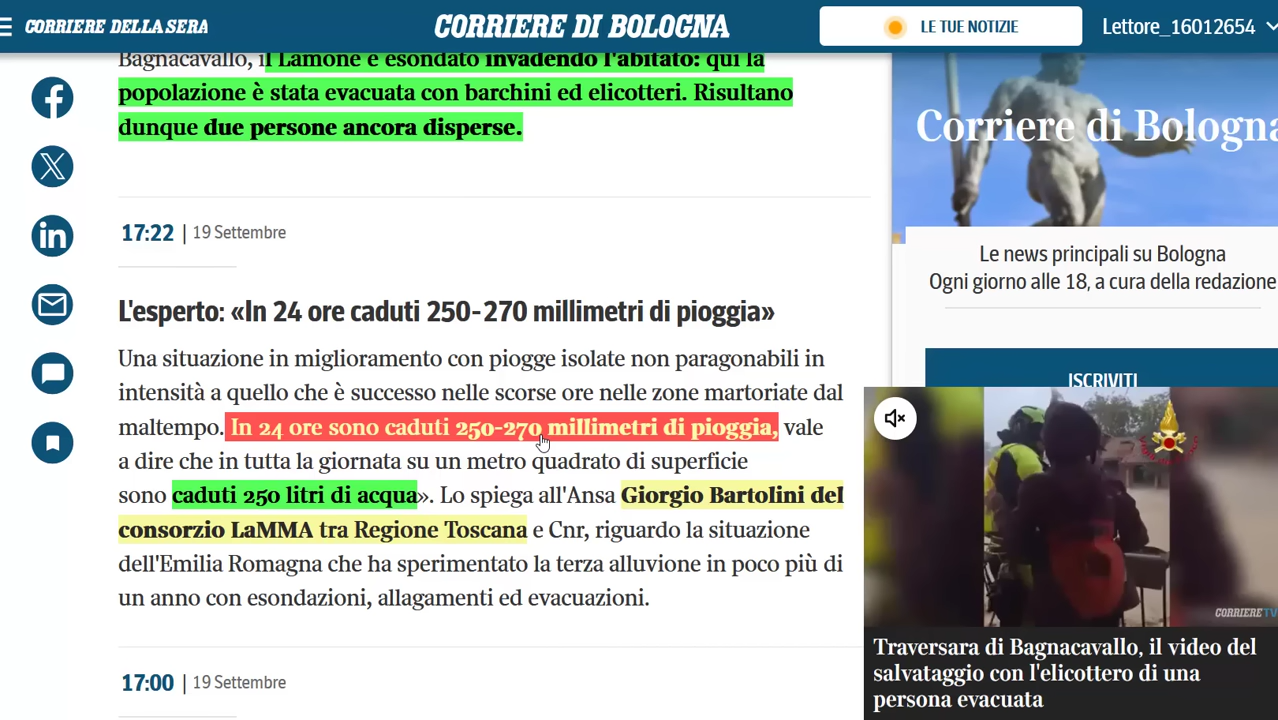 CORRIERE DELLA SERA
CORRIERE DI BOLOGNA
LE TUE NOTIZIE
Lettore_16012654
Bagnacavallo, il Lamone è esondato invadendo l'abitato: qui la
popolazione è stata evacuata con barchini ed elicotteri. Risultano
dunque due persone ancora disperse.
17:22 | 19 Settembre
L'esperto: «In 24 ore caduti 250-270 millimetri di pioggia»
Una situazione in miglioramento con piogge isolate non paragonabili in
intensità a quello che è successo nelle scorse ore nelle zone martoriate dal
maltempo. In 24 ore sono caduti 250-270 millimetri di pioggia, vale
a dire che in tutta la giornata su un metro quadrato di superficie
sono caduti 250 litri di acqua». Lo spiega all'Ansa Giorgio Bartolini del
consorzio LaMMA tra Regione Toscana e Cnr, riguardo la situazione
dell'Emilia Romagna che ha sperimentato la terza alluvione in poco più di
un anno con esondazioni, allagamenti ed evacuazioni.
17:00 | 19 Settembre
Corriere di Bologna
Le news principali su Bologna
Ogni giorno alle 18, a cura della redazione
ISCRIVITI
CORRIERE TV
Traversara di Bagnacavallo, il video del
salvataggio con l'elicottero di una
persona evacuata